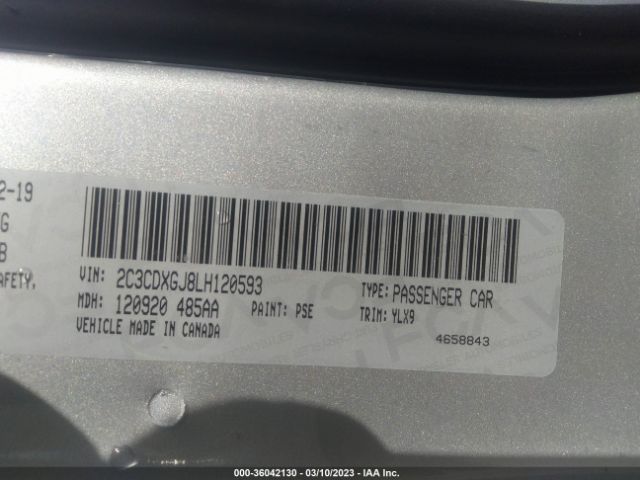 2-19
G
B
AFETY.
VIN: 2C3CDXGJ8LH120593
TYPE: PASSENGER CAR
MDH: 120920 485AA PAINT: PSE
TRIM: YLX9
VEHICLE MADE IN CANADA
4658843
000-36042130 - 03/10/2023 - IAA Inc.